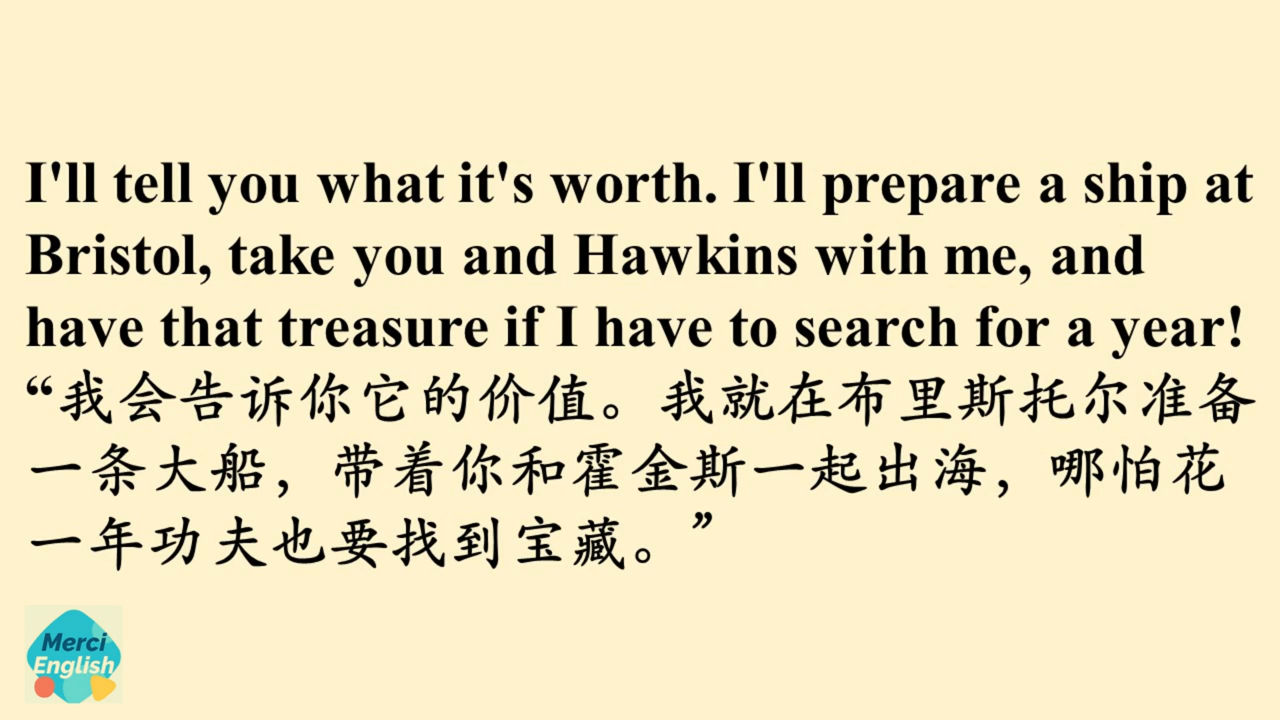 I'll tell you what it's worth. I'll prepare a ship at
Bristol, take you and Hawkins with me, and
have that treasure if I have to search for a year!
“我会告诉你它的价值。我就在布里斯托尔准备
一条大船，带着你和霍金斯一起出海，哪怕花
一年功夫也要找到宝藏。”
Merci
English